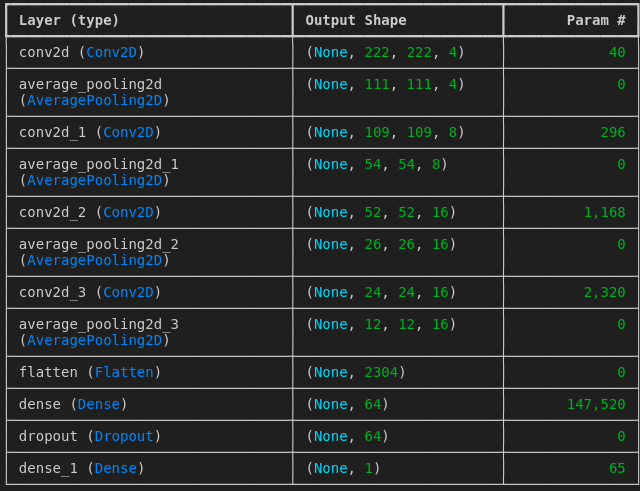 Layer (type) Output Shape Param #
conv2d (Conv2D) (None, 222, 222, 4) 40
average_pooling2d (None, 111, 111, 4) 0
(AveragePooling2D)
conv2d_1 (Conv2D) (None, 109, 109, 8) 296
average_pooling2d_1 (None, 54, 54, 8) 0
(AveragePooling2D)
conv2d_2 (Conv2D) (None, 52, 52, 16) 1,168
average_pooling2d_2 (None, 26, 26, 16) 0
(AveragePooling2D)
conv2d_3 (Conv2D) (None, 24, 24, 16) 2,320
average_pooling2d_3 (None, 12, 12, 16) 0
(AveragePooling2D)
flatten (Flatten) (None, 2304) 0
dense (Dense) (None, 64) 147,520
dropout (Dropout) (None, 64) 0
dense_1 (Dense) (None, 1) 65